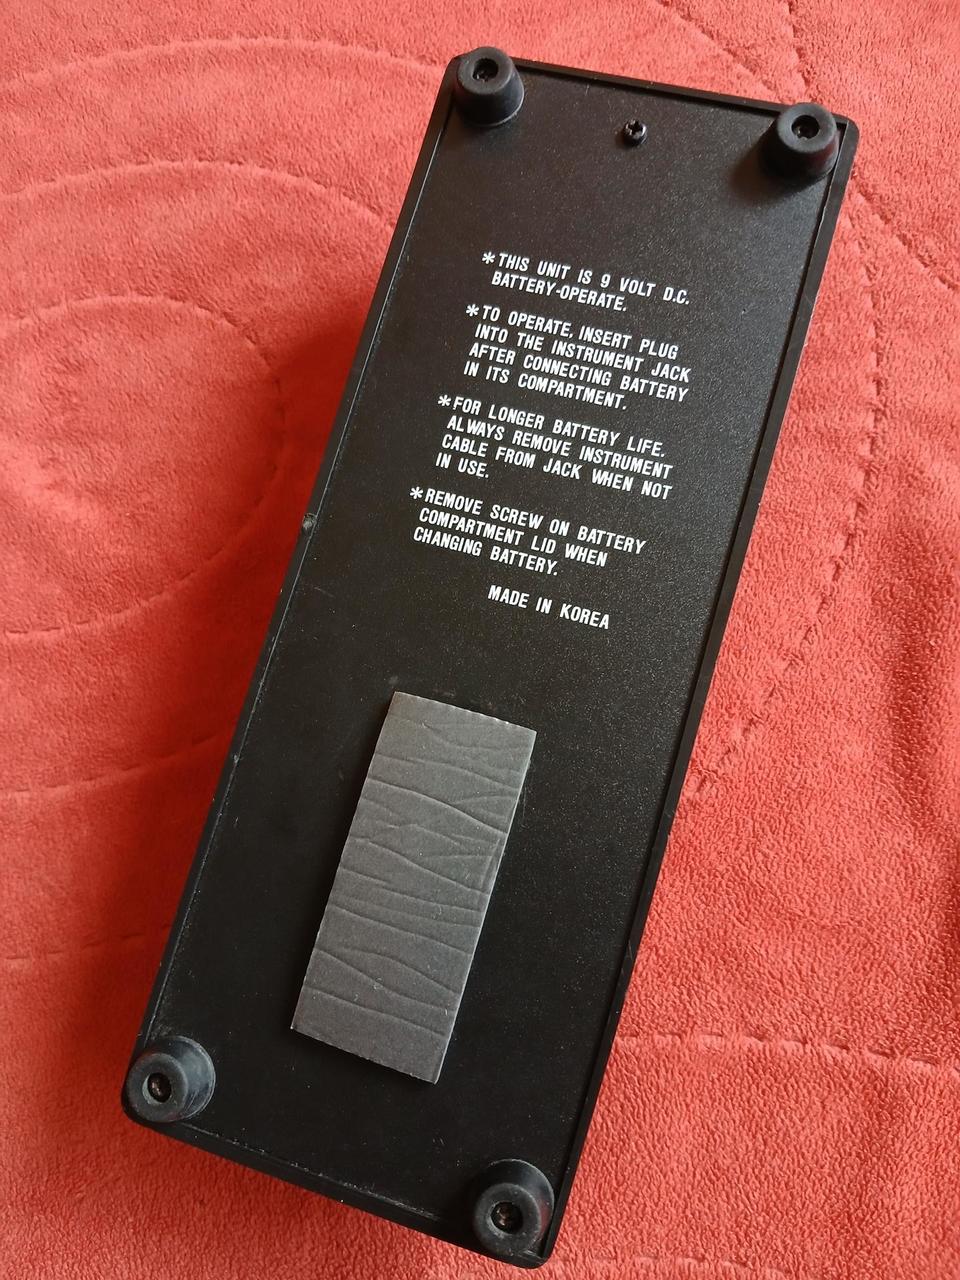 *THIS UNIT IS 9 VOLT D.C.
BATTERY-OPERATE.
*TO OPERATE, INSERT PLUG
INTO THE INSTRUMENT JACK
AFTER CONNECTING BATTERY
IN ITS COMPARTMENT.
*FOR LONGER BATTERY LIFE.
ALWAYS REMOVE INSTRUMENT
CABLE FROM JACK WHEN NOT
IN USE.
*REMOVE SCREW ON BATTERY
COMPARTMENT LID WHEN
CHANGING BATTERY.
MADE IN KOREA